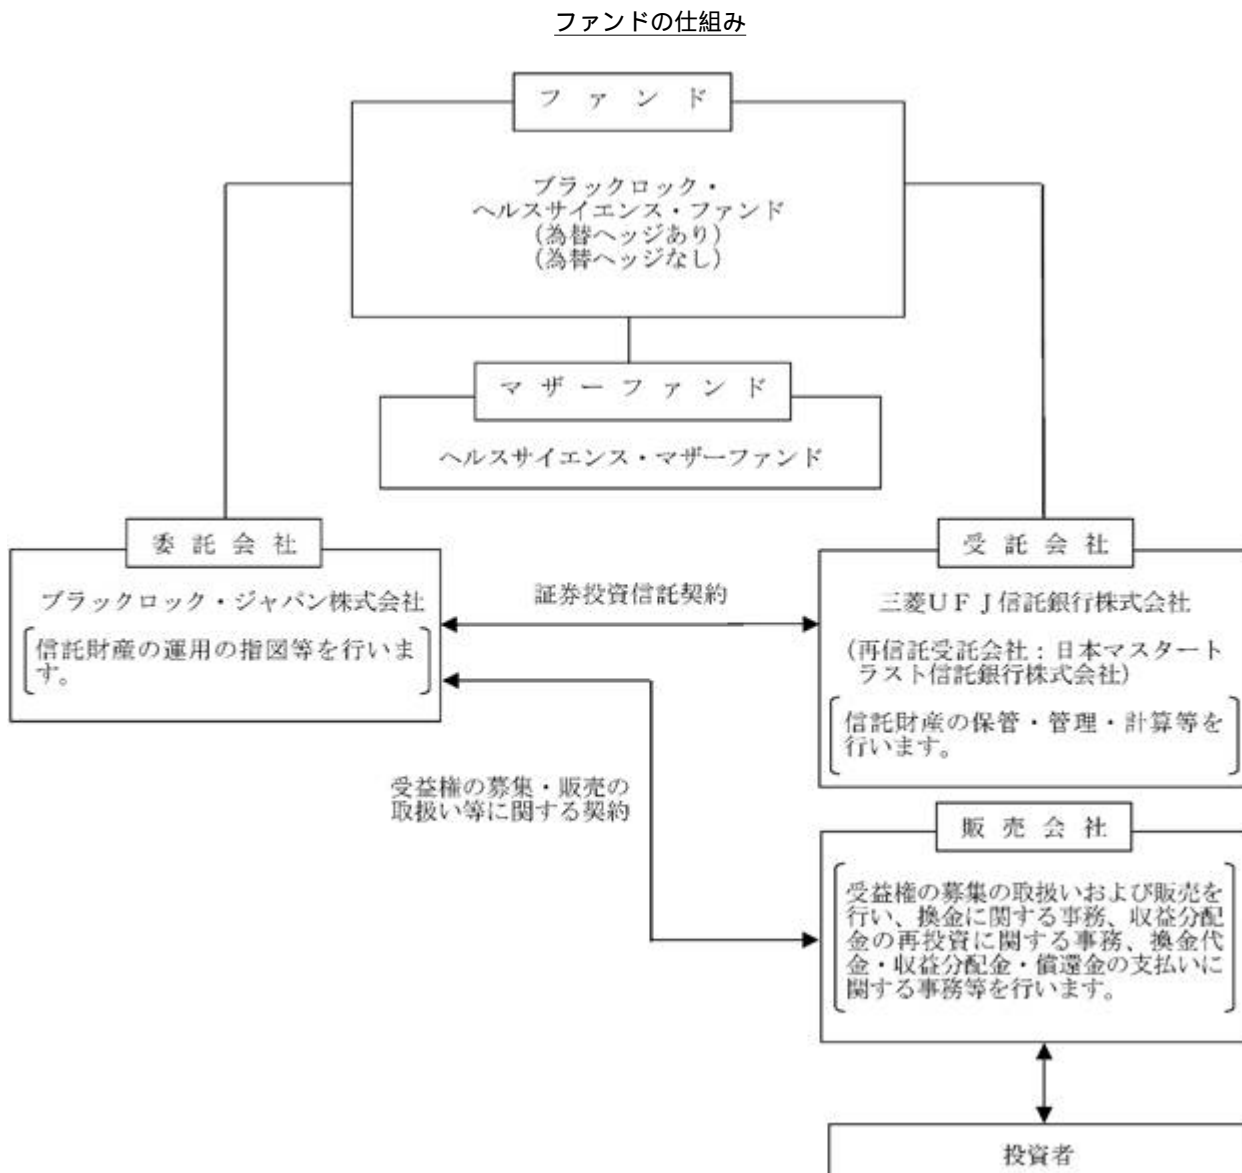 ファンドの仕組み
ファンド
ブラックロック・
ヘルスサイエンス・ファンド
(為替ヘッジあり)
(為替ヘッジなし)
マザーファンド
ヘルスサイエンス・マザーファンド
委託会社
ブラックロック・ジャパン株式会社
信託財産の運用の指図等を行いま
す。
証券投資信託契約
受託会社
三菱UFJ信託銀行株式会社
(再信託受託会社:日本マスタート
ラスト信託銀行株式会社)
信託財産の保管・管理・計算等を
行います。
受益権の募集・販売の
取扱い等に関する契約
販売会社
受益権の募集の取扱いおよび販売を
行い、換金に関する事務、収益分配
金の再投資に関する事務、換金代
金・収益分配金・償還金の支払いに
関する事務等を行います。
投資者